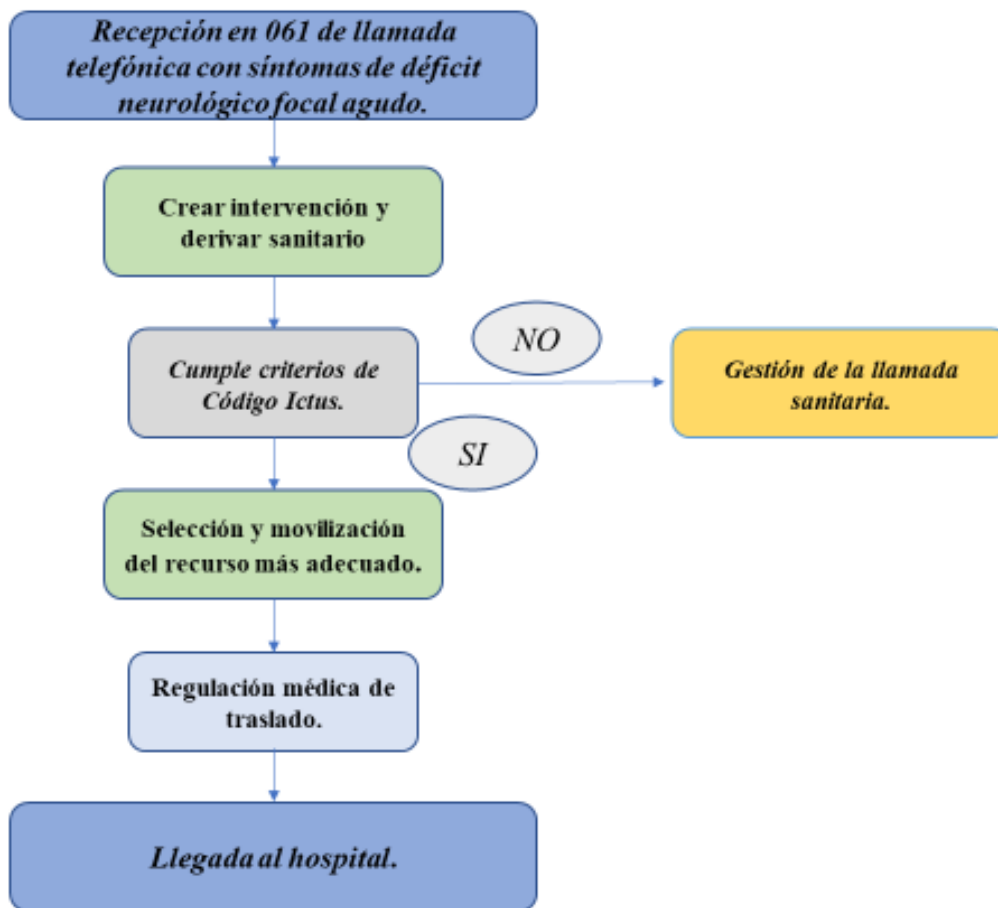 Recepción en 061 de llamada
telefónica con síntomas de déficit
neurológico focal agudo.
Crear intervención y
derivar sanitario
Cumple criterios de
Código Ictus.
NO
Gestión de la llamada
sanitaria.
SI
Selección y movilización
del recurso más adecuado.
Regulación médica de
traslado.
Llegada al hospital.